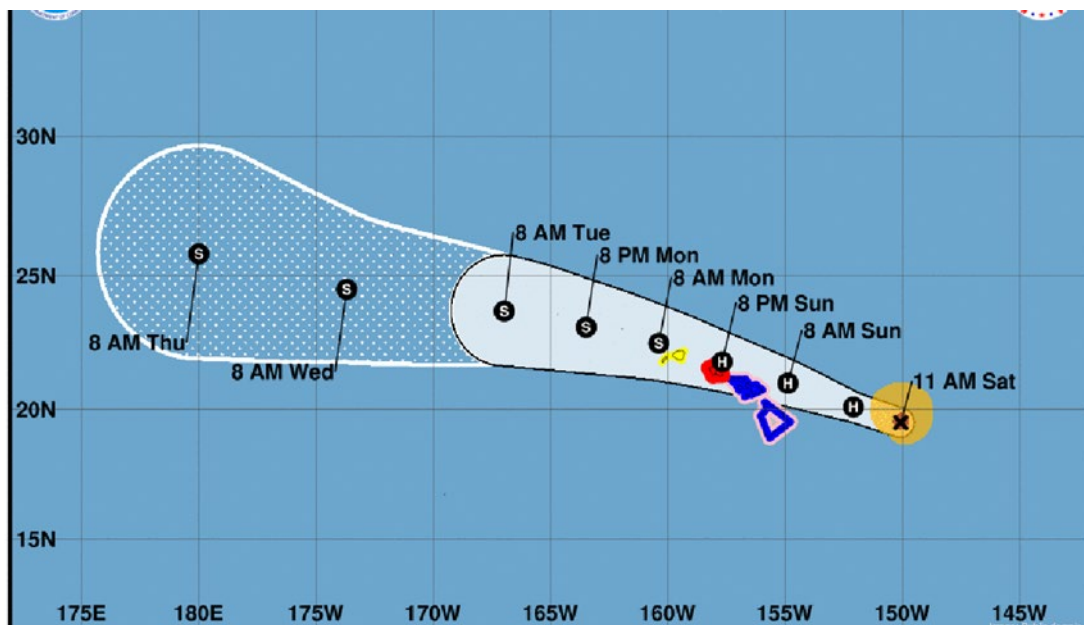 30N
8 AM Tue
8 PM Mon
25N
8 AM Mon
8 PM Sun
8 AM Sun
8 AM Thu
8 AM Wed
11 AM Sat
20N
S
S
S
S
S
H
H
H
15N
175E 180E 175W 170W 165W 160W 155W 150W 145W